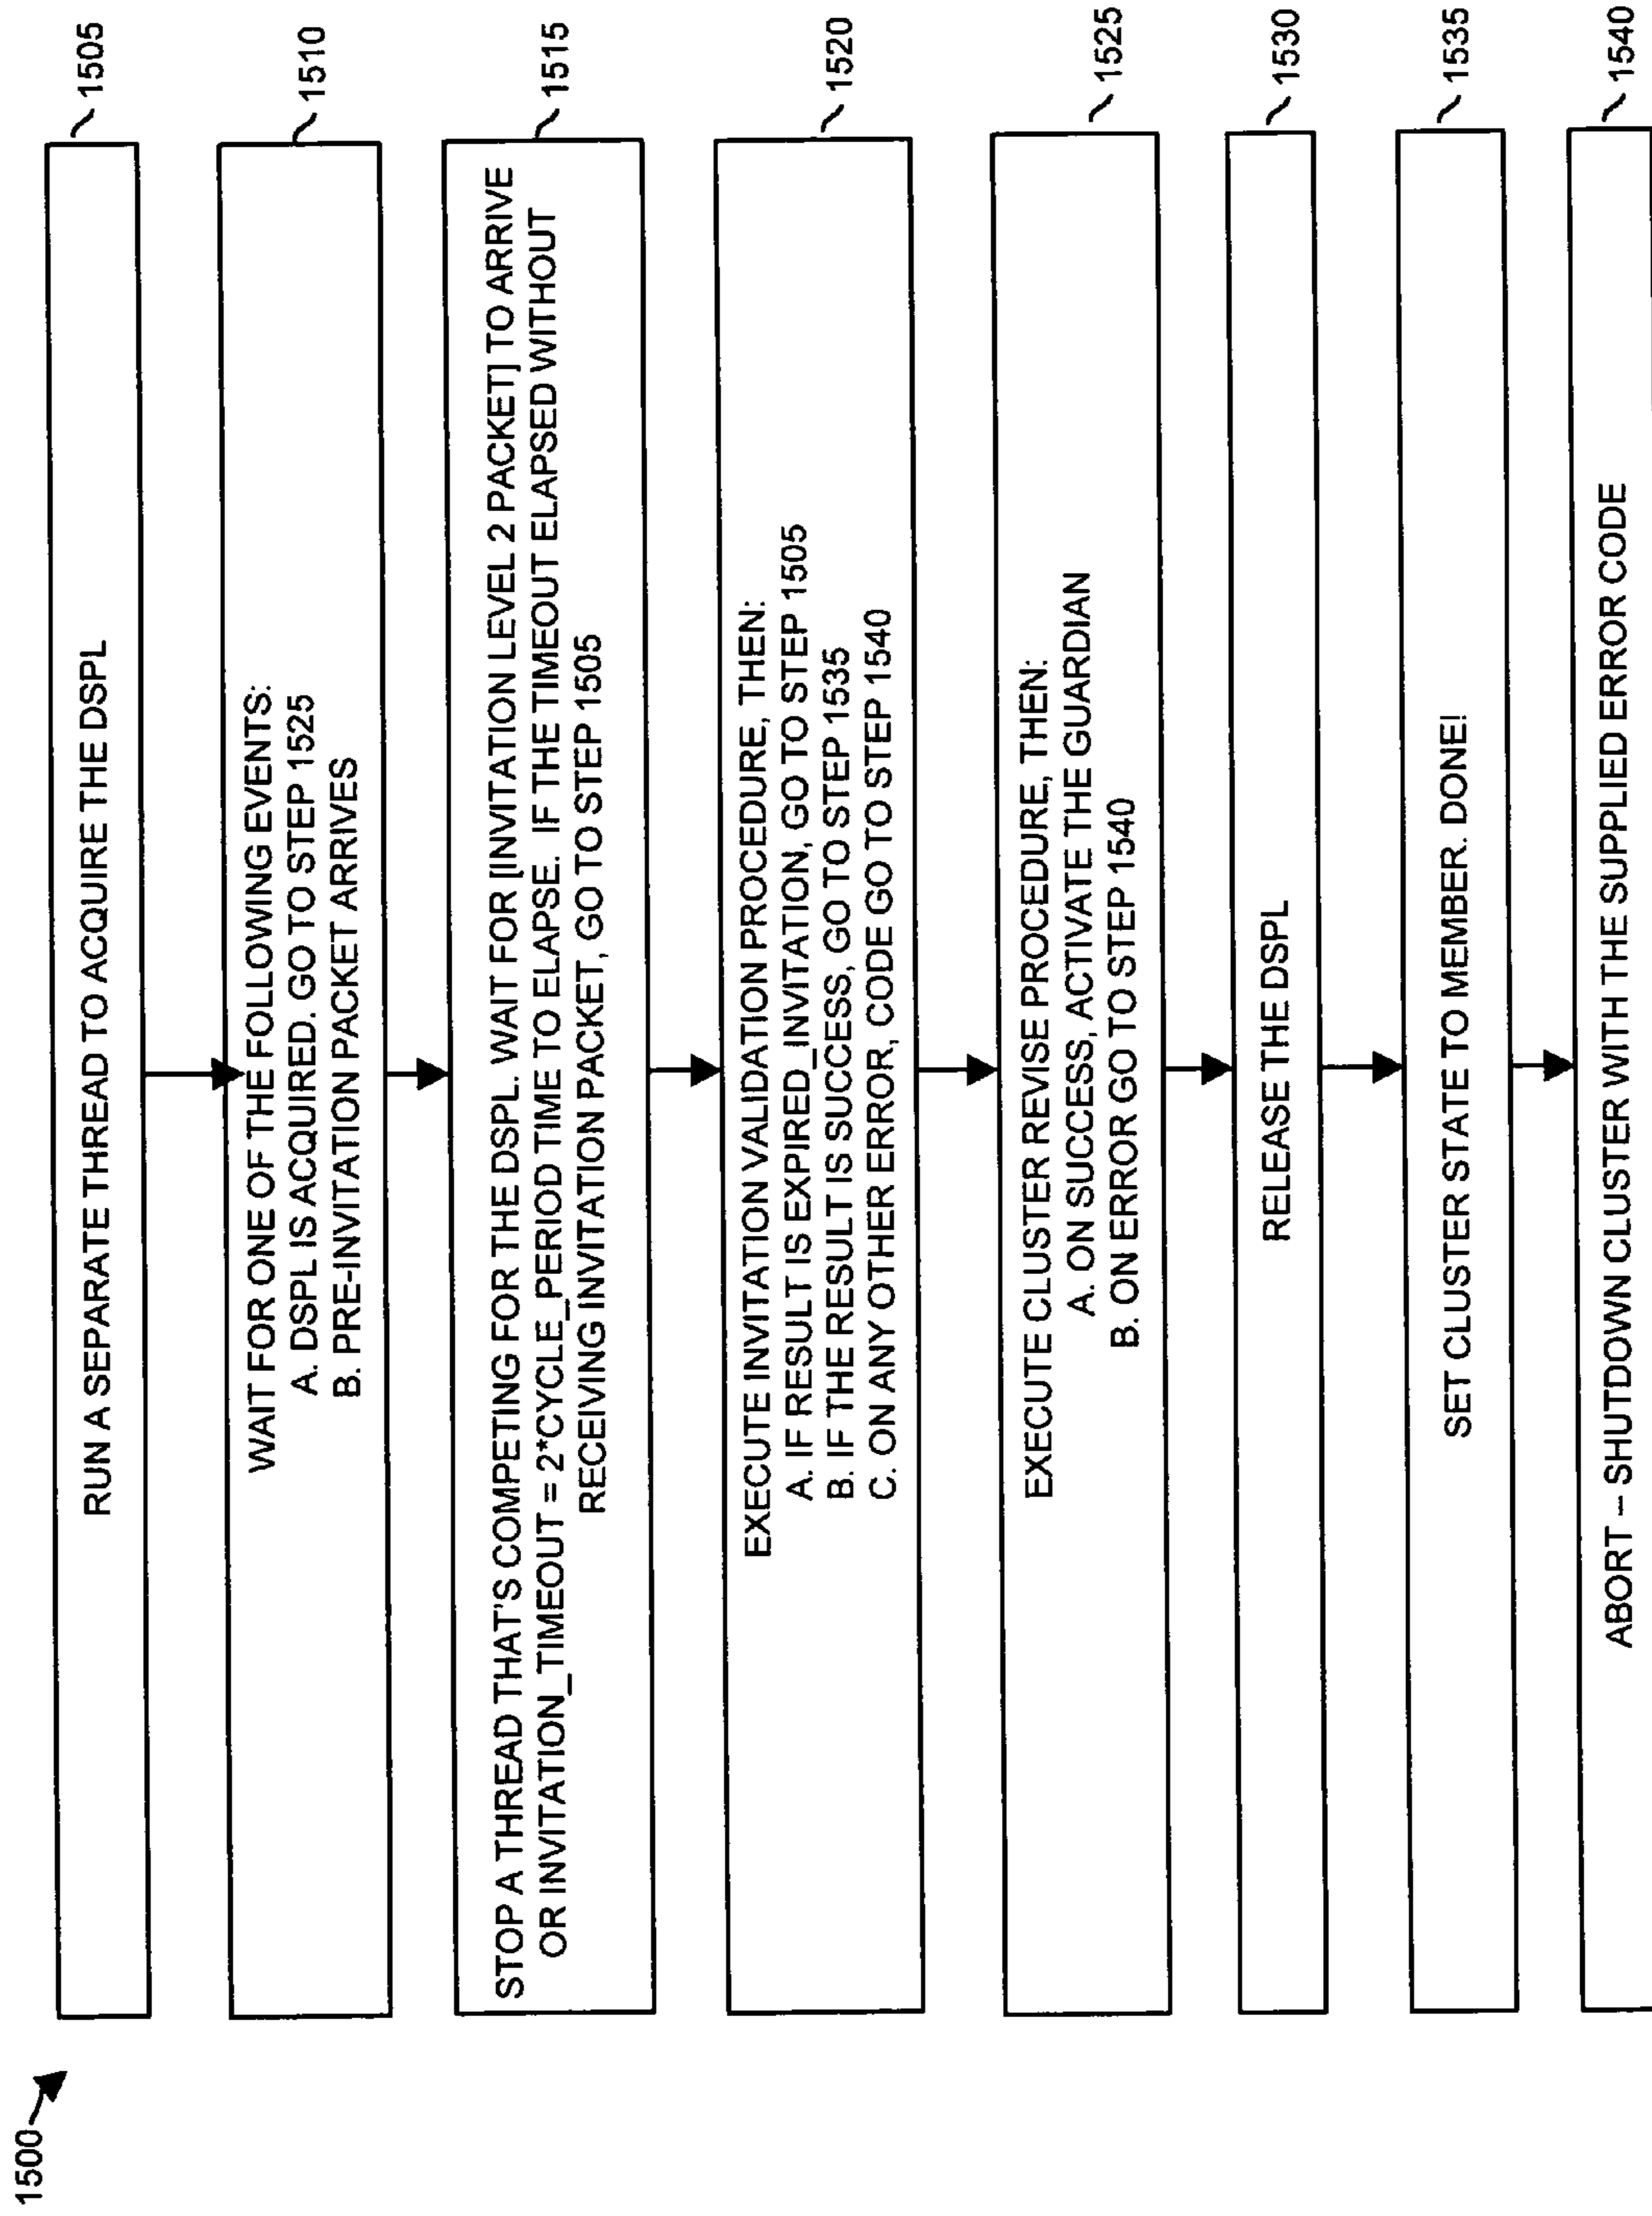 1500
RUN A SEPARATE THREAD TO ACQUIRE THE DSPL
1505
WAIT FOR ONE OF THE FOLLOWING EVENTS:
A. DSPL IS ACQUIRED. GO TO STEP 1525
B. PRE-INVITATION PACKET ARRIVES
1510
STOP A THREAD THAT'S COMPETING FOR THE DSPL. WAIT FOR [INVITATION LEVEL 2 PACKET] TO ARRIVE
OR INVITATION_TIMEOUT = 2*CYCLE_PERIOD TIME TO ELAPSE. IF THE TIMEOUT ELAPSED WITHOUT
RECEIVING INVITATION PACKET, GO TO STEP 1505
1515
EXECUTE INVITATION VALIDATION PROCEDURE, THEN:
A. IF RESULT IS EXPIRED_INVITATION, GO TO STEP 1505
B. IF THE RESULT IS SUCCESS, GO TO STEP 1535
C. ON ANY OTHER ERROR, CODE GO TO STEP 1540
1520
EXECUTE CLUSTER REVISE PROCEDURE, THEN:
A. ON SUCCESS, ACTIVATE THE GUARDIAN
B. ON ERROR GO TO STEP 1540
1525
RELEASE THE DSPL
1530
SET CLUSTER STATE TO MEMBER. DONE!
1535
ABORT – SHUTDOWN CLUSTER WITH THE SUPPLIED ERROR CODE
1540